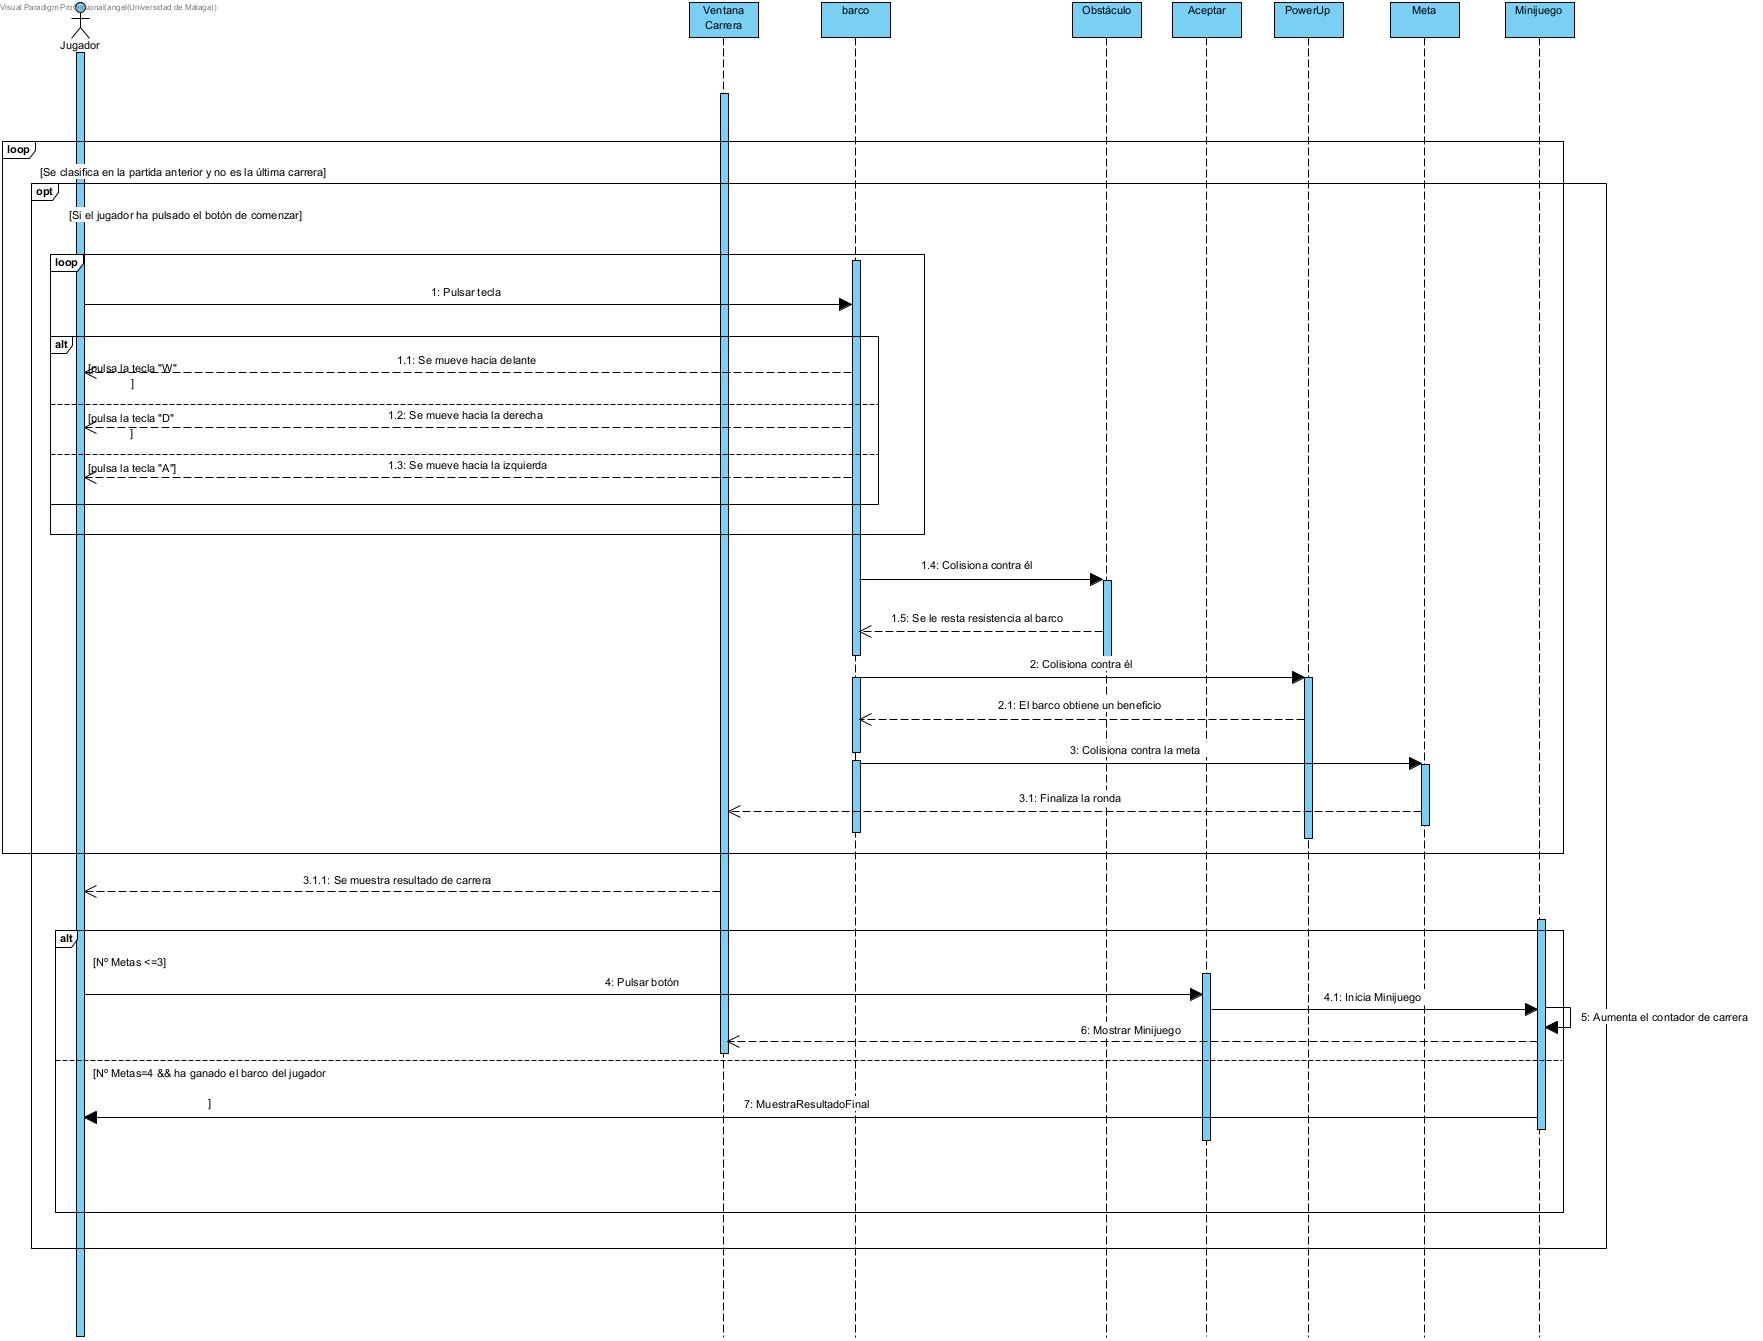 Visual Paradigm Professional(angel(Universidad de Málaga))
Jugador
Ventana
Carrera
barco
Obstáculo
Aceptar
PowerUp
Meta
Minijuego
loop
[Se clasifica en la partida anterior y no es la última carrera]
opt
[Si el jugador ha pulsado el botón de comenzar]
loop
1: Pulsar tecla
alt
1.1: Se mueve hacia delante
[pulsa la tecla "W"
]
1.2: Se mueve hacia la derecha
[pulsa la tecla "D"
]
1.3: Se mueve hacia la izquierda
[pulsa la tecla "A"]
1.4: Colisiona contra él
1.5: Se le resta resistencia al barco
2: Colisiona contra él
2.1: El barco obtiene un beneficio
3: Colisiona contra la meta
3.1: Finaliza la ronda
3.1.1: Se muestra resultado de carrera
alt
[Nº Metas <=3]
4: Pulsar botón
4.1: Inicia Minijuego
5: Aumenta el contador de carrera
6: Mostrar Minijuego
[Nº Metas=4 && ha ganado el barco del jugador
]
7: MuestraResultadoFinal